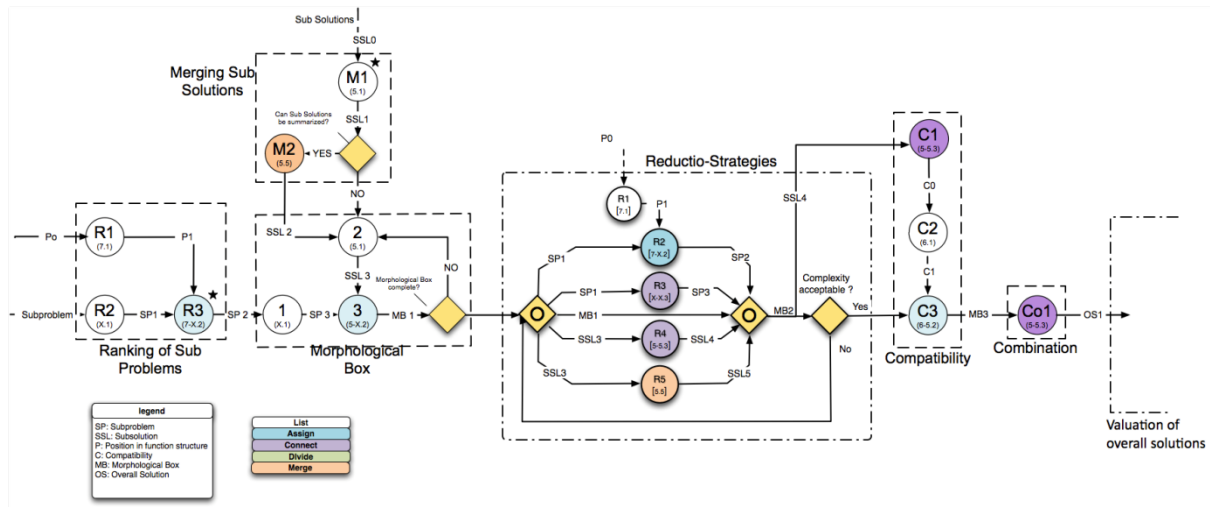 Sub Solutions
SSL0
Merging Sub
Solutions
M1
(5.1)
SSL1
Can Sub Solutions
be summarized?
M2
(5.5)
YES
NO
SSL 2
Po
R1
(7.1)
P1
Subproblem
R2
(X.1)
SP1
R3
(7-X.2)
SP 2
Ranking of Sub
Problems
2
(5.1)
SSL 3
NO
Morphological Box
complete?
1
(X.1)
SP 3
3
(5-X.2)
MB 1
Morphological
Box
P0
Reductio-Strategies
R1
[7.1]
P1
SP1
R2
[7-X.2]
SP2
SP1
R3
[X-X.3]
SP3
MB1
SSL3
R4
[5-5.3]
SSL4
SSL3
R5
[5.5]
SSL5
MB2
SSL4
Complexity
acceptable ?
Yes
No
C1
(5-5.3)
C0
C2
(6.1)
C1
C3
(6-5.2)
Compatibility
MB3
Co1
(5-5.3)
Combination
OS1
Valuation of
overall solutions
legend
SP: Subproblem
SSL: Subsolution
P: Position in function structure
C: Compatibility
MB: Morphological Box
OS: Overall Solution
List
Assign
Connect
Divide
Merge